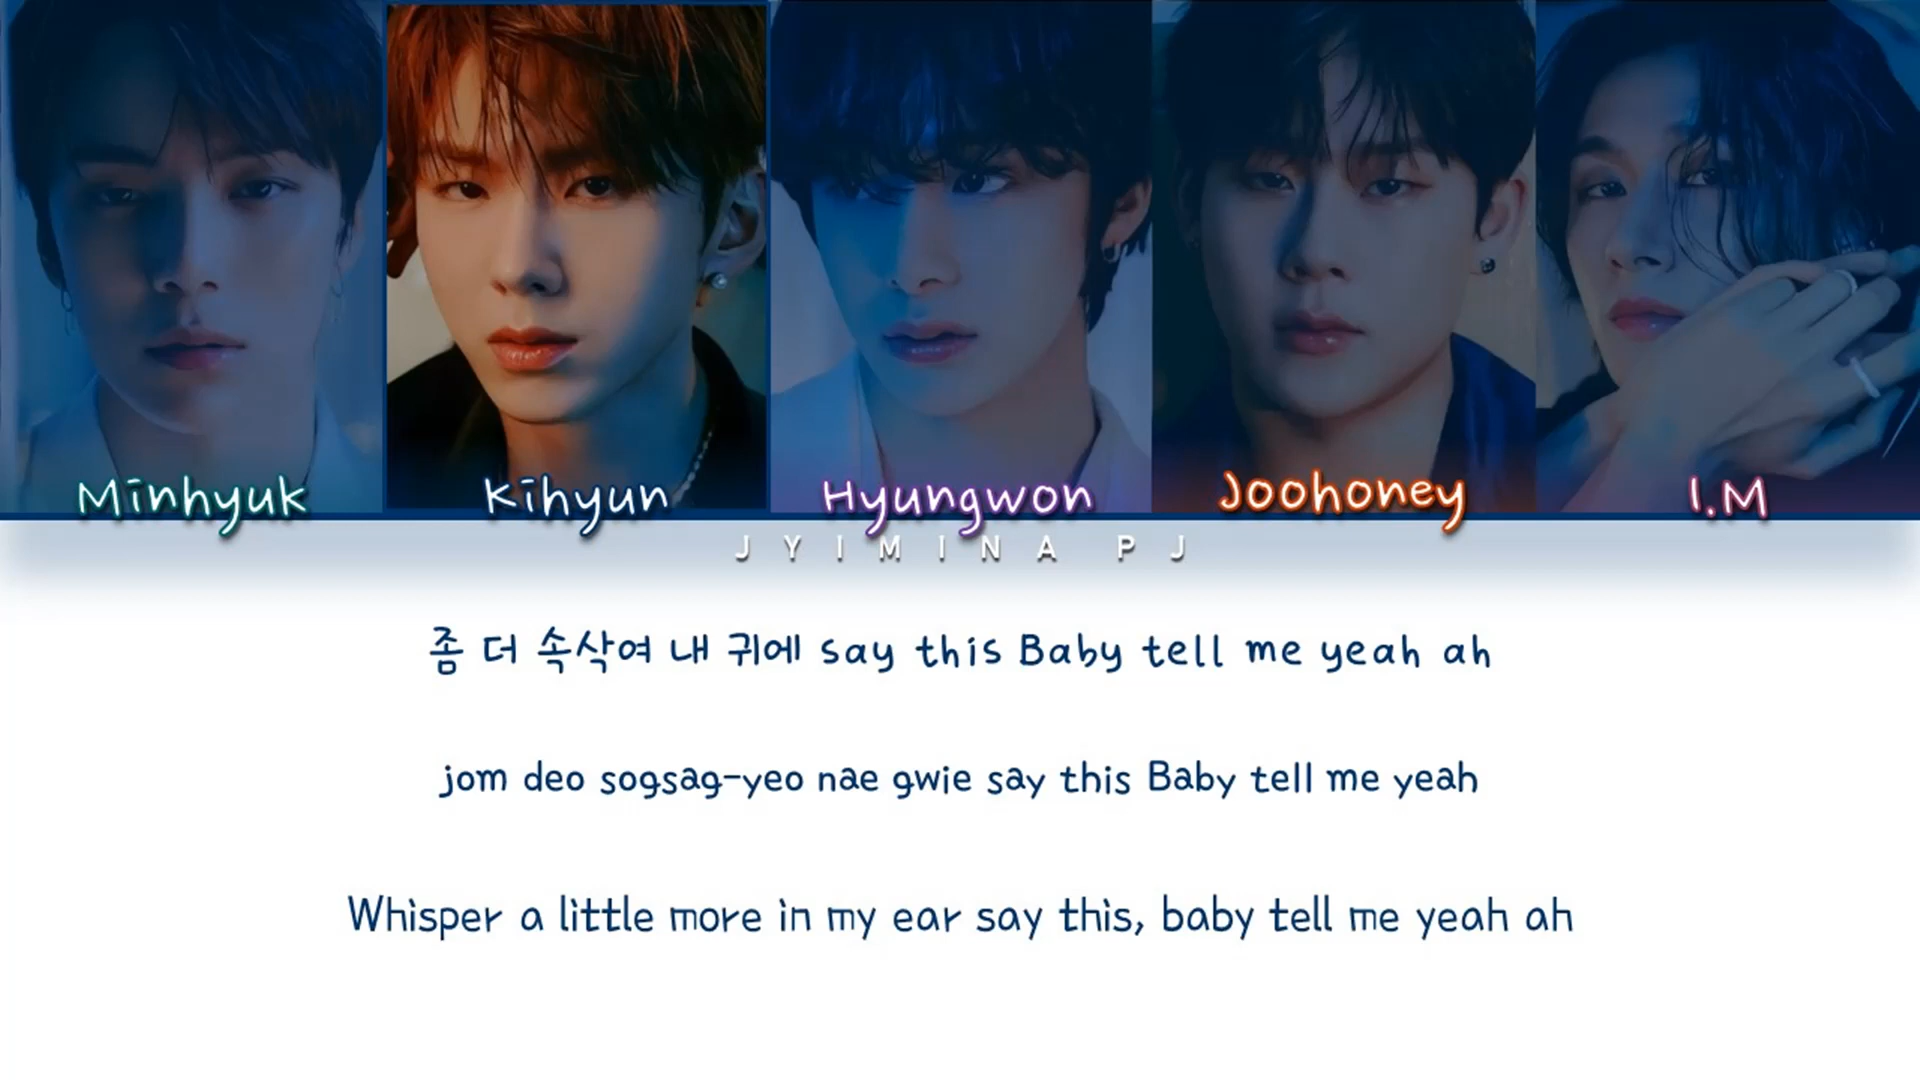 Minhyuk Kihyun Hyungwon Joohoney I.M
JYIMINA PJ
좀 더 속삭여 내 귀에 say this Baby tell me yeah ah
jom deo sogsag-yeo nae gwie say this Baby tell me yeah
Whisper a little more in my ear say this, baby tell me yeah ah